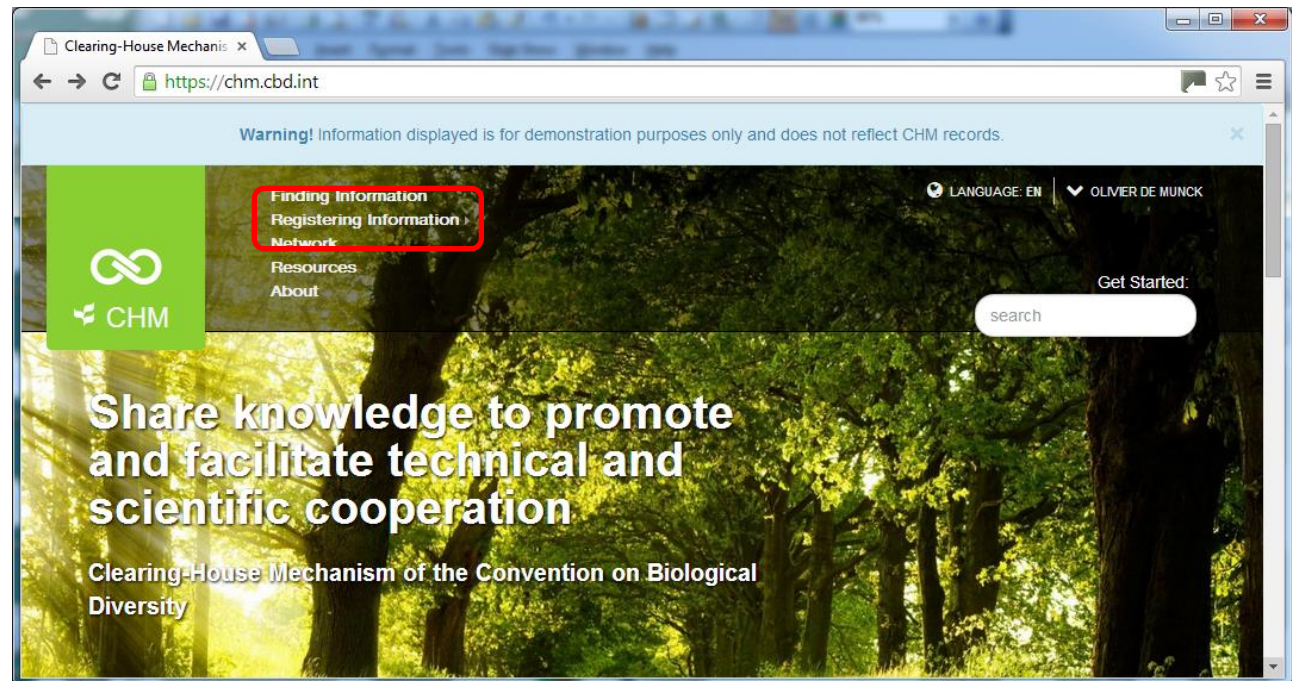 Clearing-House Mechanis
https://chm.cbd.int
Warning! Information displayed is for demonstration purposes only and does not reflect CHM records.
Finding Information
Registering Information ›
Network
Resources
About
LANGUAGE: EN
OLIVIER DE MUNCK
CHM
Get Started:
search
Share knowledge to promote
and facilitate technical and
scientific cooperation
Clearing-House Mechanism of the Convention on Biological
Diversity